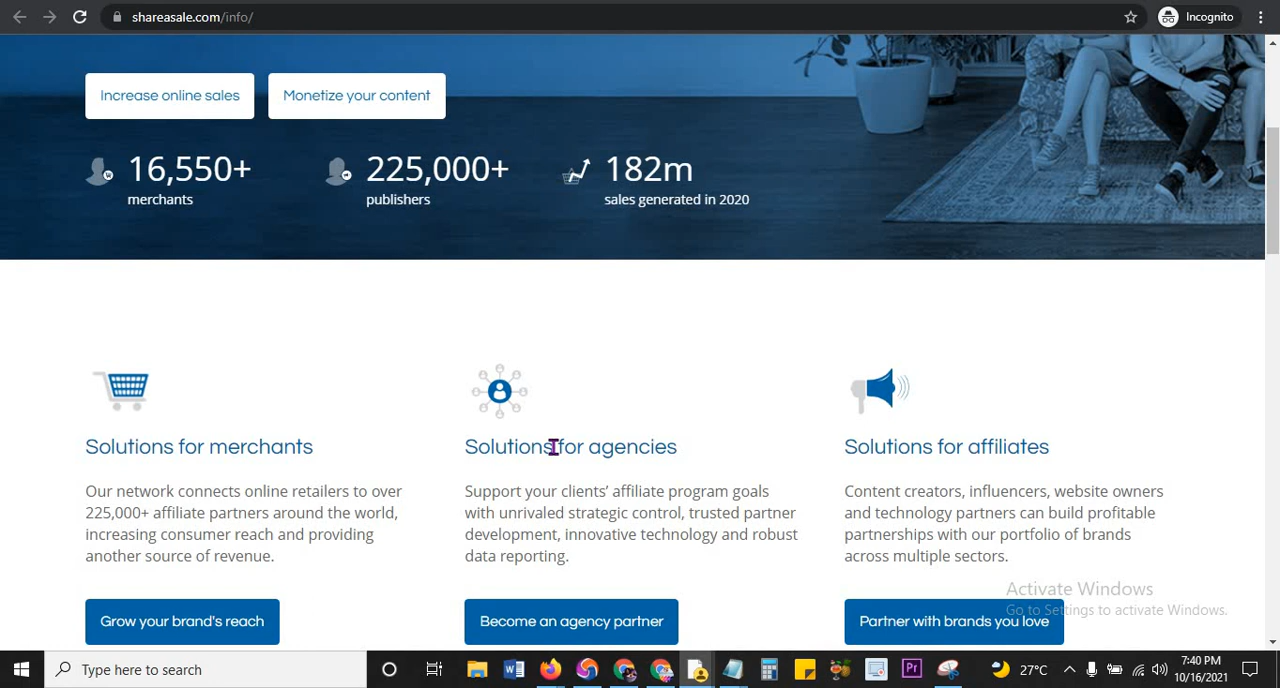 shareasale.com/info/
Incognito
Increase online sales
Monetize your content
16,550+
merchants
225,000+
publishers
182m
sales generated in 2020
Solutions for merchants
Our network connects online retailers to over
225,000+ affiliate partners around the world,
increasing consumer reach and providing
another source of revenue.
Grow your brand's reach
Solutions for agencies
Support your clients' affiliate program goals
with unrivaled strategic control, trusted partner
development, innovative technology and robust
data reporting.
Become an agency partner
Solutions for affiliates
Content creators, influencers, website owners
and technology partners can build profitable
partnerships with our portfolio of brands
across multiple sectors.
Partner with brands you love
Activate Windows
Go to Settings to activate Windows.
Type here to search
W
Pr
27°C
7:40 PM
10/16/2021